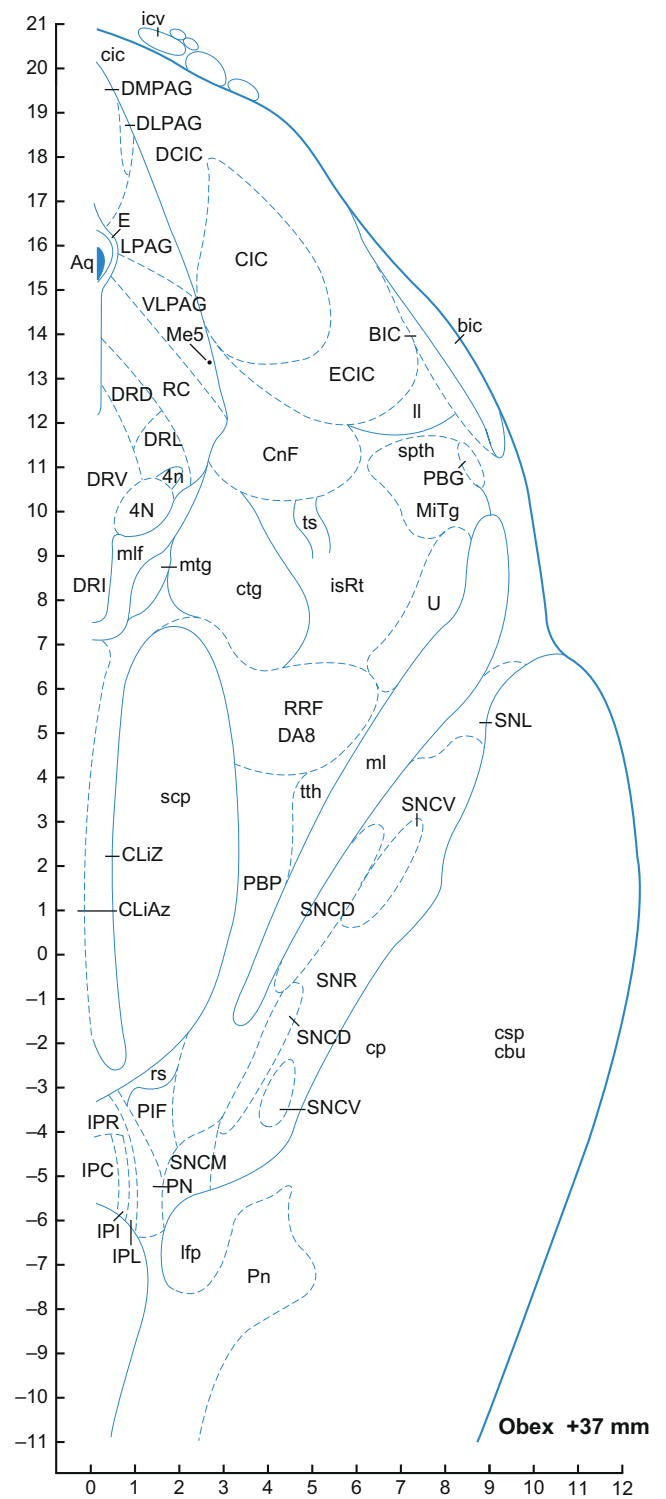 21
icv
cic
20
DMPAG
19
DLPAG
DCIC
18
17
E
16
LPAG
CIC
Aq
15
VLPAG
bic
14
Me5
BIC
RC
ECIC
13
DRD
ll
12
DRL
CnF
spth
11
DRV
4n
PBG
10
4N
ts
MiTg
9
mlf
mtg
8
DRI
ctg
isRt
U
7
6
RRF
SNL
5
DA8
ml
4
scp
tth
SNCV
3
CLiZ
2
PBP
1
CLiAz
SNCD
0
SNR
–1
SNCD
csp
–2
cp
cbu
rs
–3
PIF
SNCV
IPR
–4
IPC
SNCM
–5
PN
–6
IPI
IPL
lfp
–7
Pn
–8
–9
–10
Obex +37 mm
–11
0 1 2 3 4 5 6 7 8 9 10 11 12